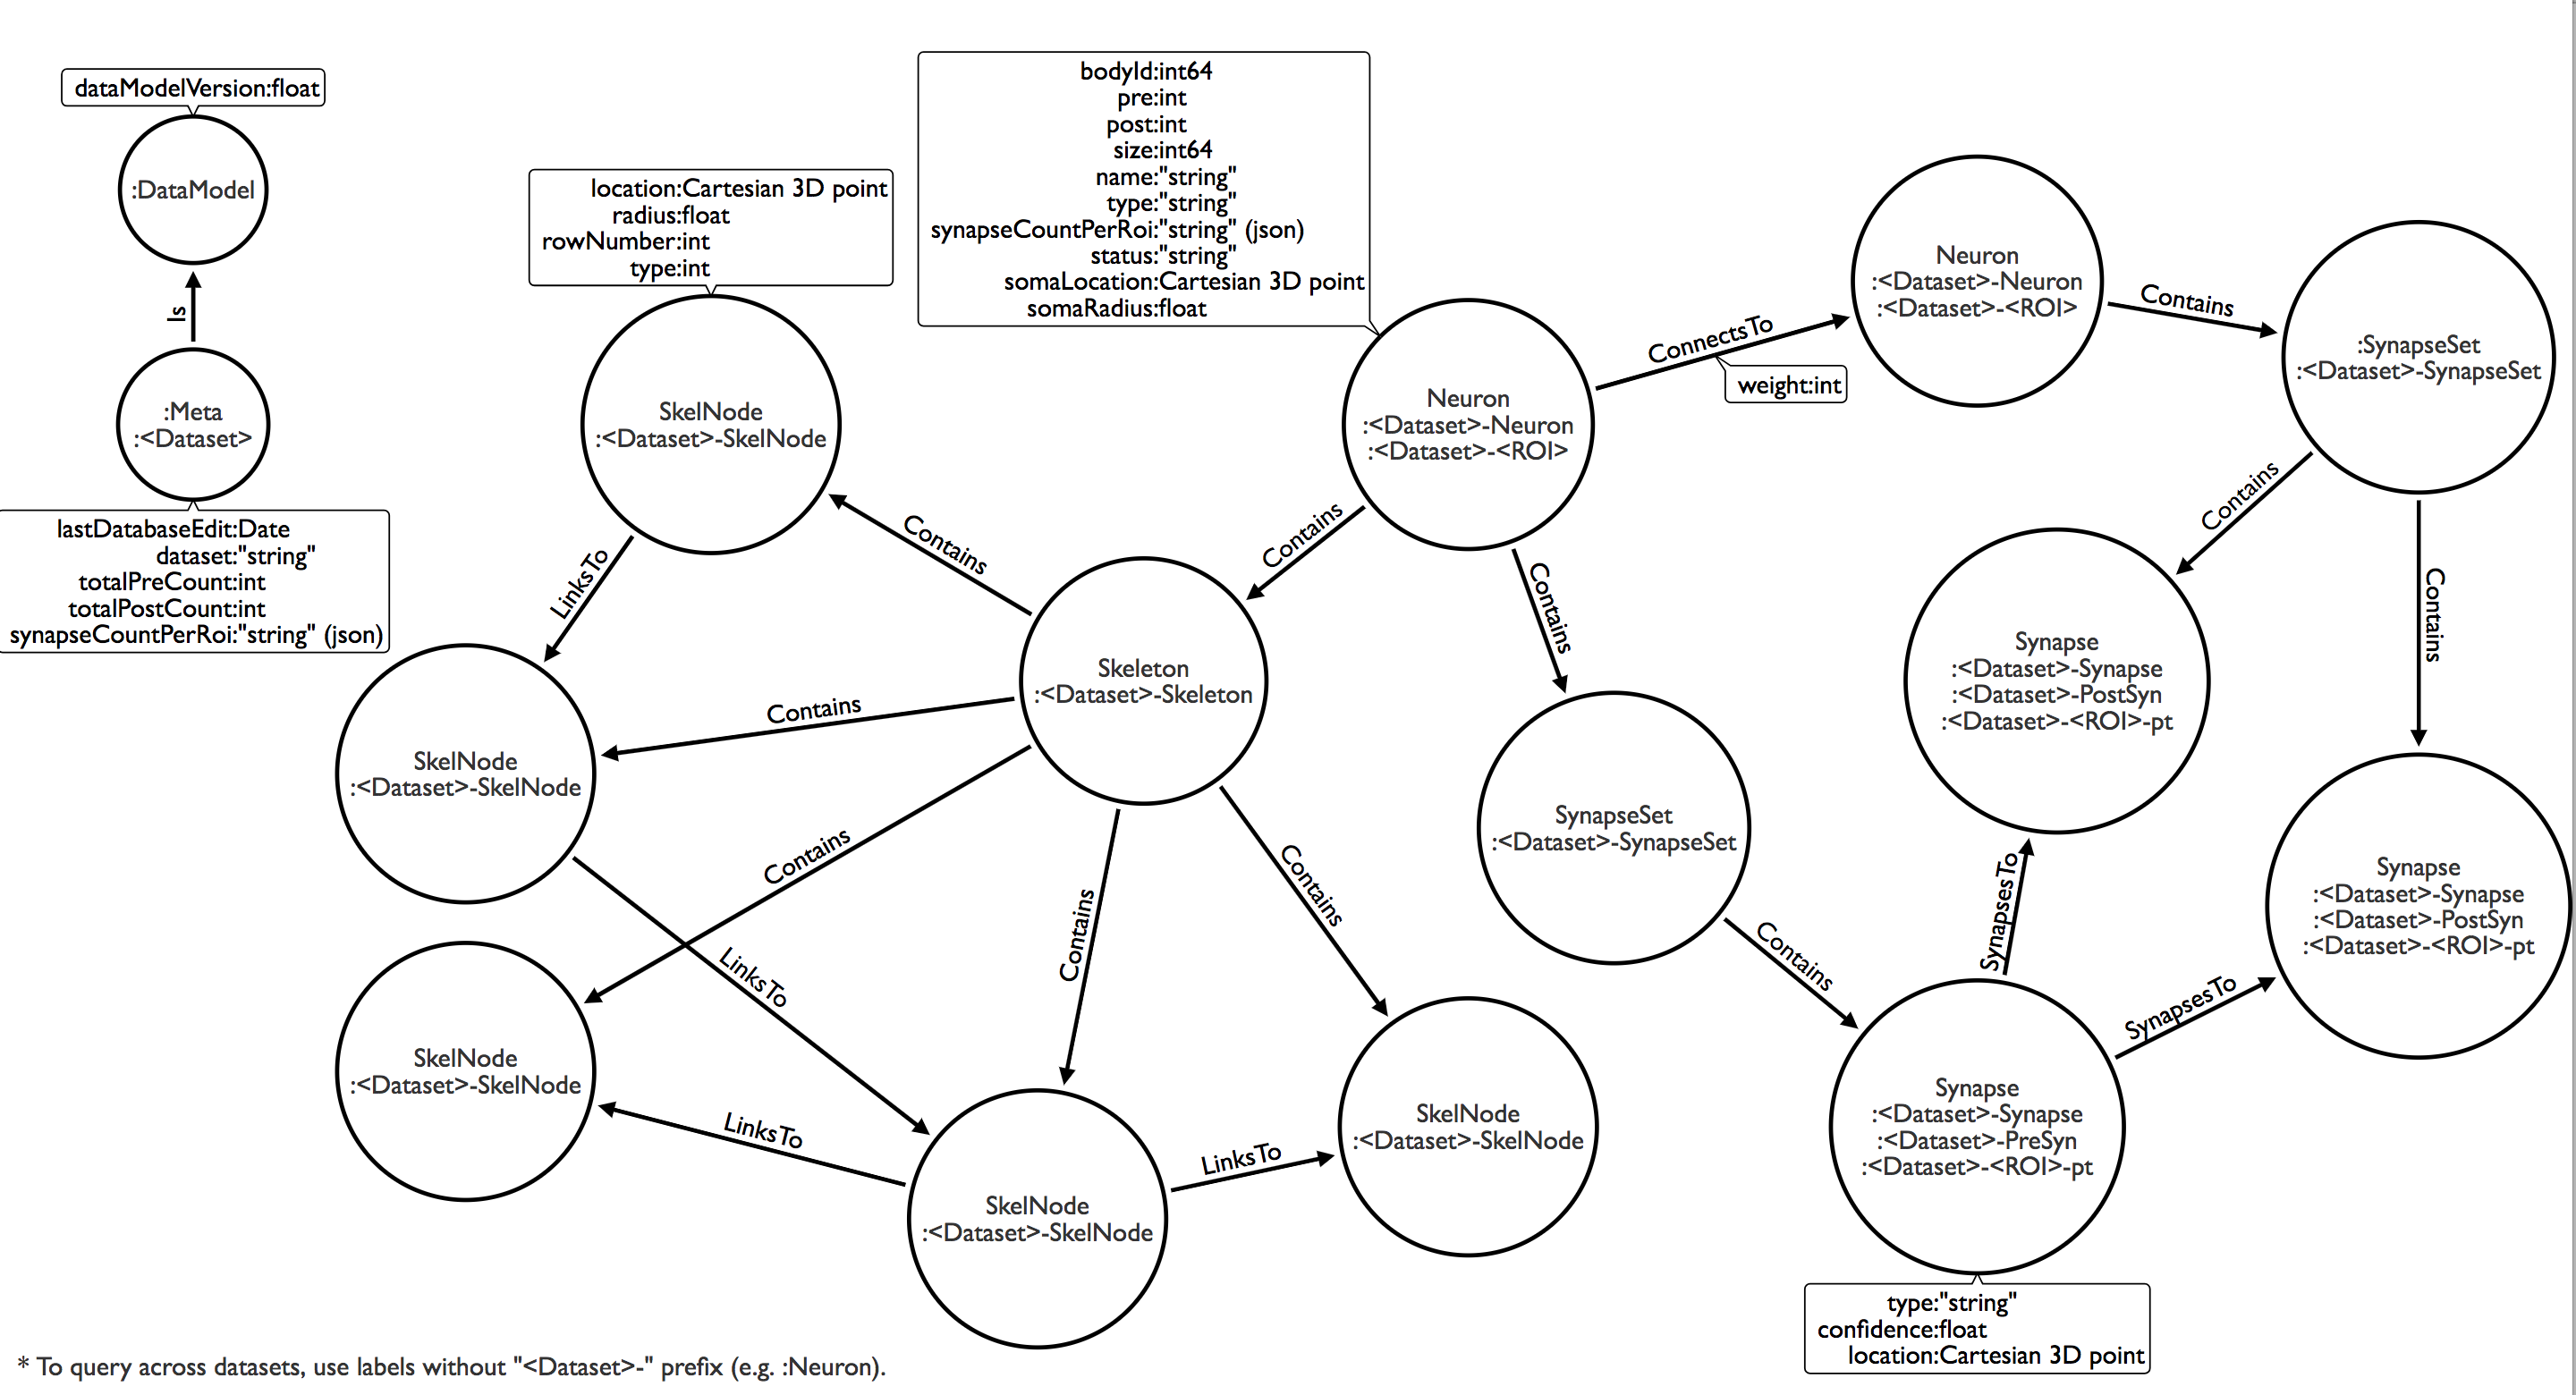 dataModelVersion:float
:DataModel
Is
:Meta
:<Dataset>
lastDatabaseEdit:Date
dataset:"string"
totalPreCount:int
totalPostCount:int
synapseCountPerRoi:"string" (json)
location:Cartesian 3D point
radius:float
rowNumber:int
type:int
SkelNode
:<Dataset>-SkelNode
LinksTo
Contains
bodyId:int64
pre:int
post:int
size:int64
name:"string"
type:"string"
synapseCountPerRoi:"string" (json)
status:"string"
somaLocation:Cartesian 3D point
somaRadius:float
Neuron
:<Dataset>-Neuron
:<Dataset>-<ROI>
ConnectsTo
weight:int
Neuron
:<Dataset>-Neuron
:<Dataset>-<ROI>
Contains
:SynapseSet
:<Dataset>-SynapseSet
Contains
Contains
Contains
Contains
Skeleton
:<Dataset>-Skeleton
Contains
SkelNode
:<Dataset>-SkelNode
Contains
Contains
Contains
LinksTo
SkelNode
:<Dataset>-SkelNode
LinksTo
SkelNode
:<Dataset>-SkelNode
LinksTo
SkelNode
:<Dataset>-SkelNode
SynapseSet
:<Dataset>-SynapseSet
Contains
Synapse
:<Dataset>-Synapse
:<Dataset>-PostSyn
:<Dataset>-<ROI>-pt
SynapsesTo
Synapse
:<Dataset>-Synapse
:<Dataset>-PostSyn
:<Dataset>-<ROI>-pt
SynapsesTo
Synapse
:<Dataset>-Synapse
:<Dataset>-PreSyn
:<Dataset>-<ROI>-pt
type:"string"
confidence:float
location:Cartesian 3D point
* To query across datasets, use labels without "<Dataset>-" prefix (e.g. :Neuron).